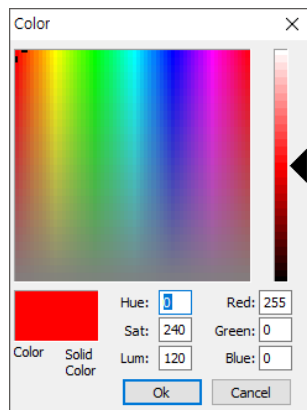 Color
Hue: 0 Red: 255
Sat: 240 Green: 0
Lum: 120 Blue: 0
Color Solid
Color
Ok Cancel